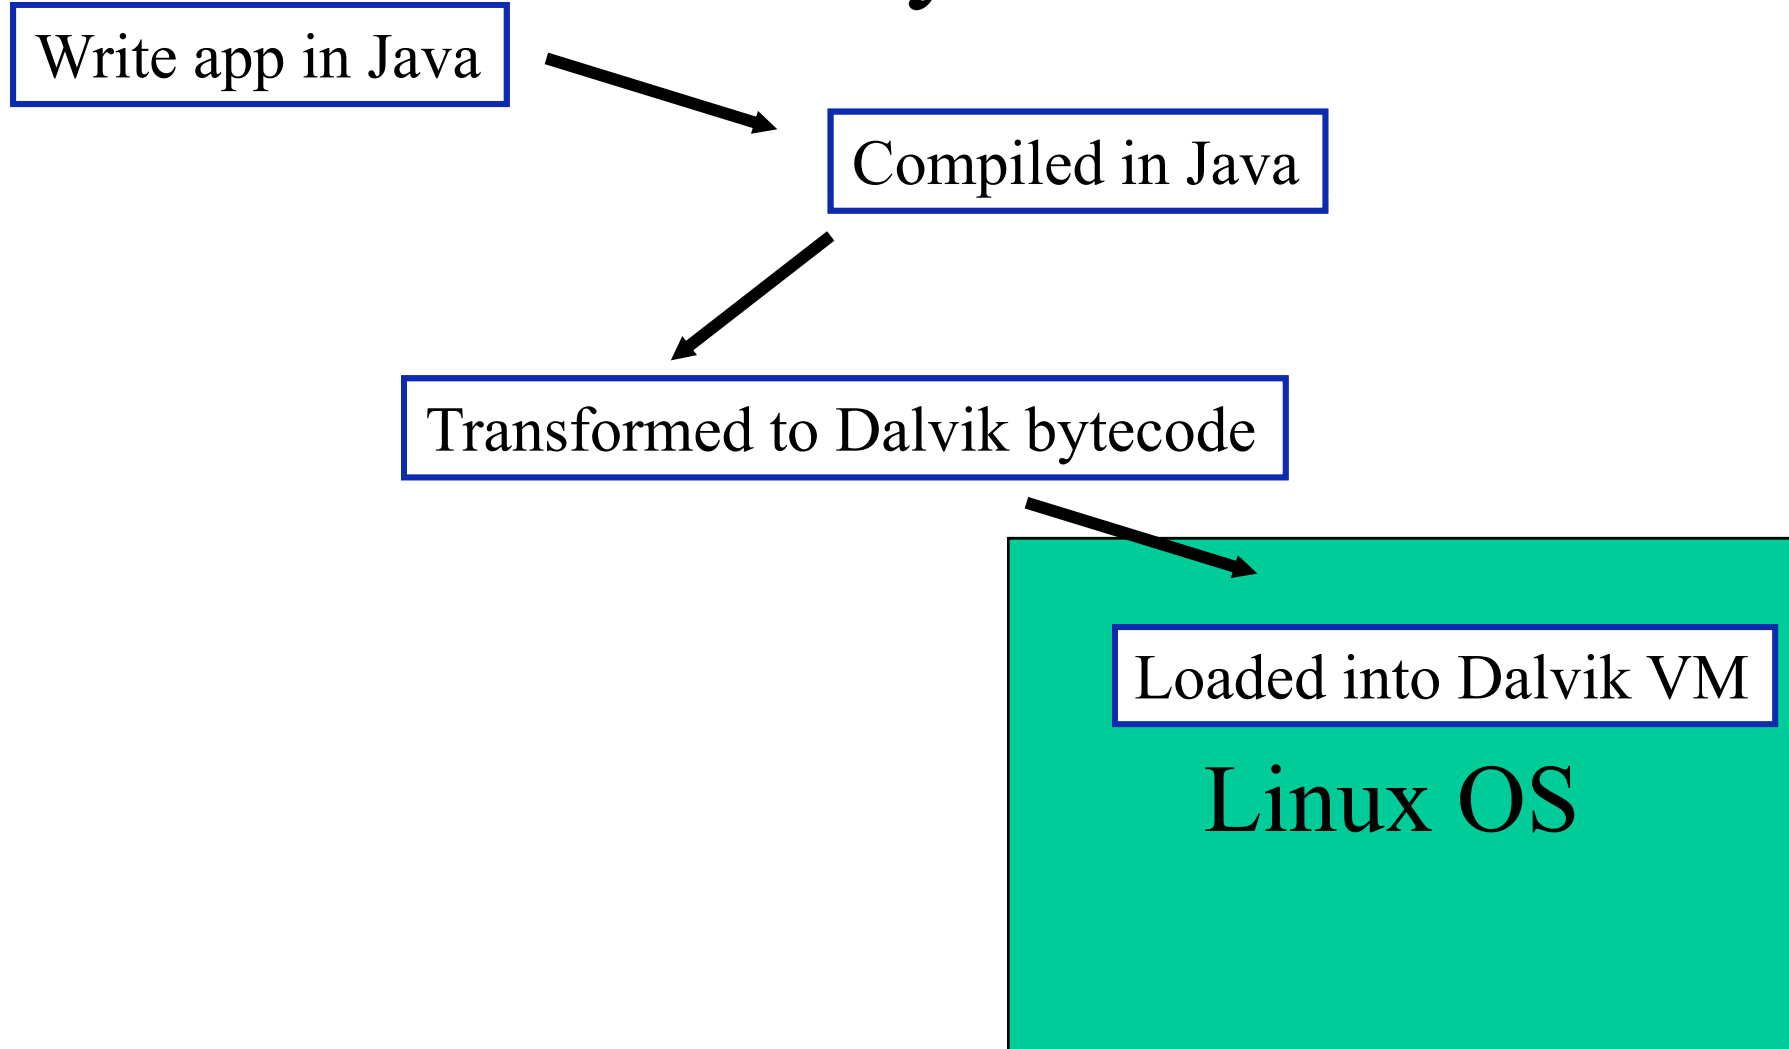 Write app in Java
Compiled in Java
Transformed to Dalvik bytecode
Loaded into Dalvik VM
Linux OS